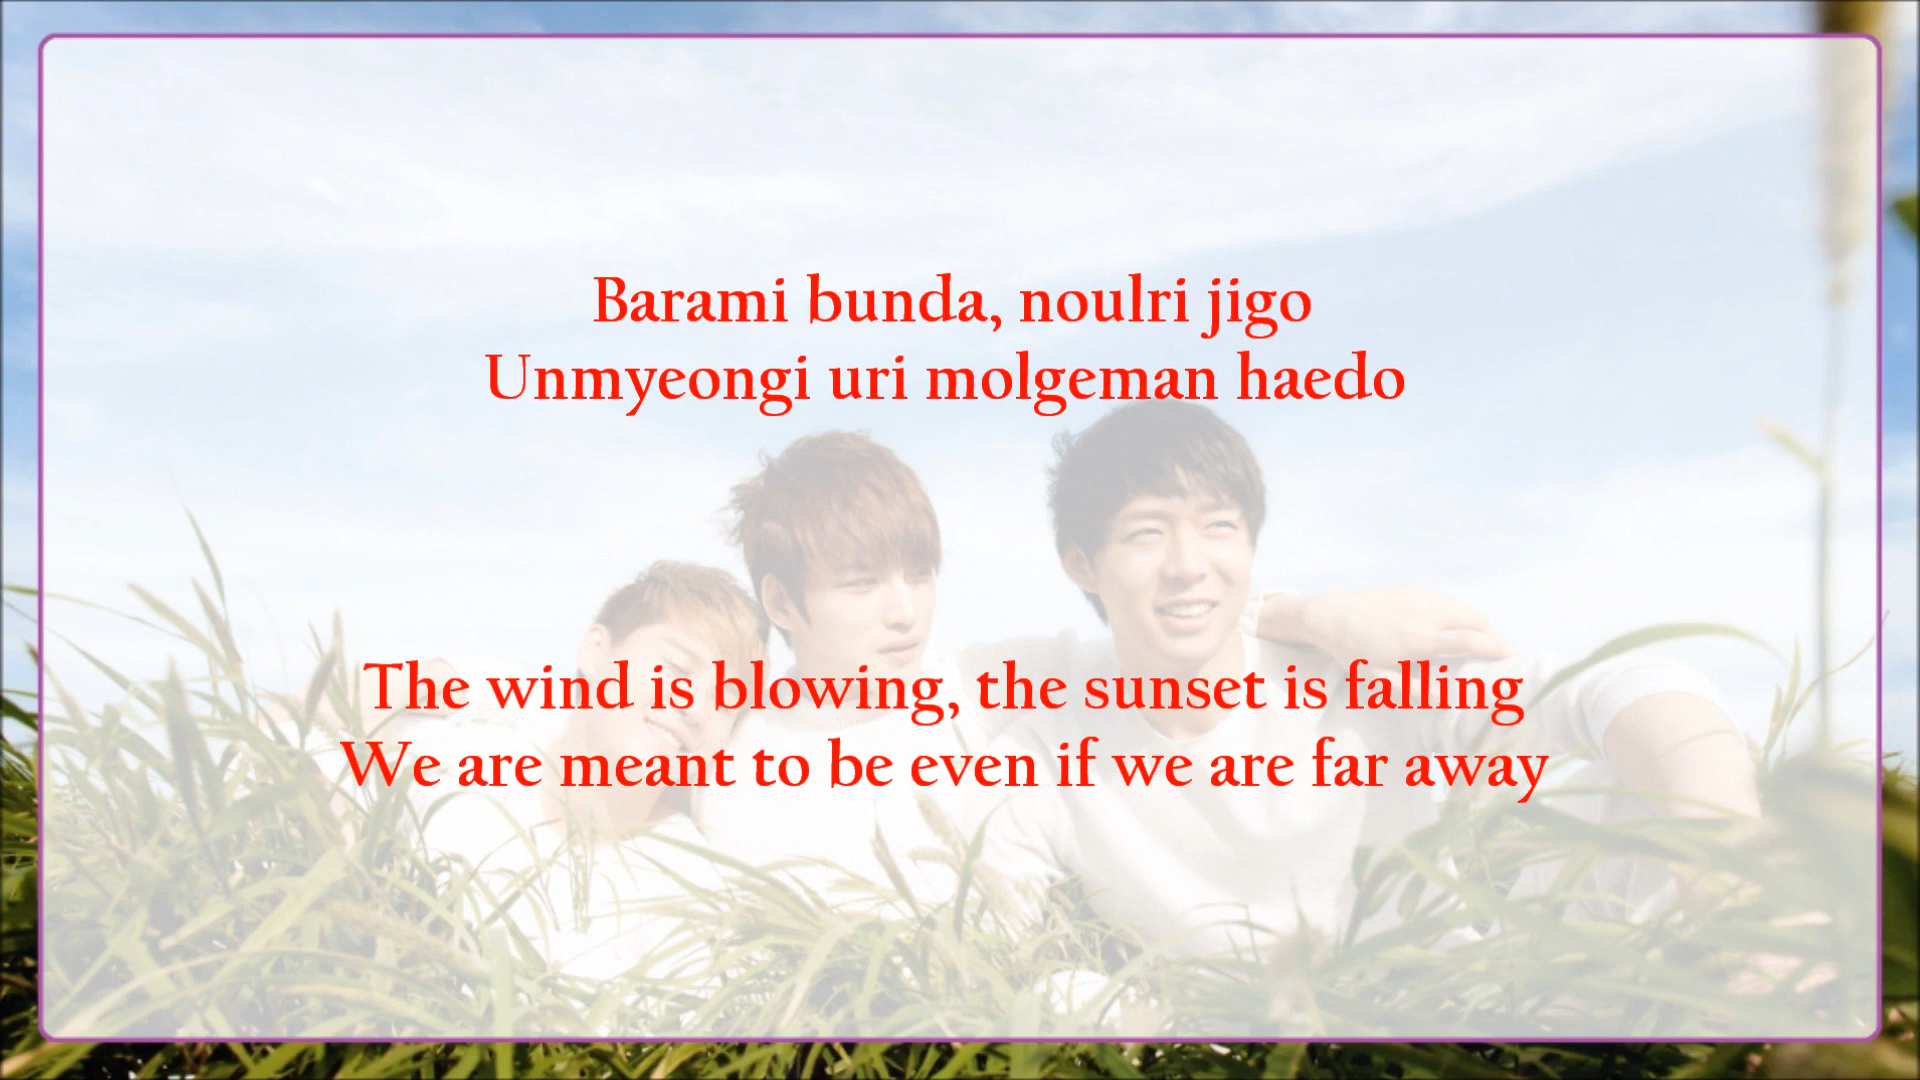 Barami bunda, noulri jigo
Unmyeongi uri molgeman haedo
The wind is blowing, the sunset is falling
We are meant to be even if we are far away